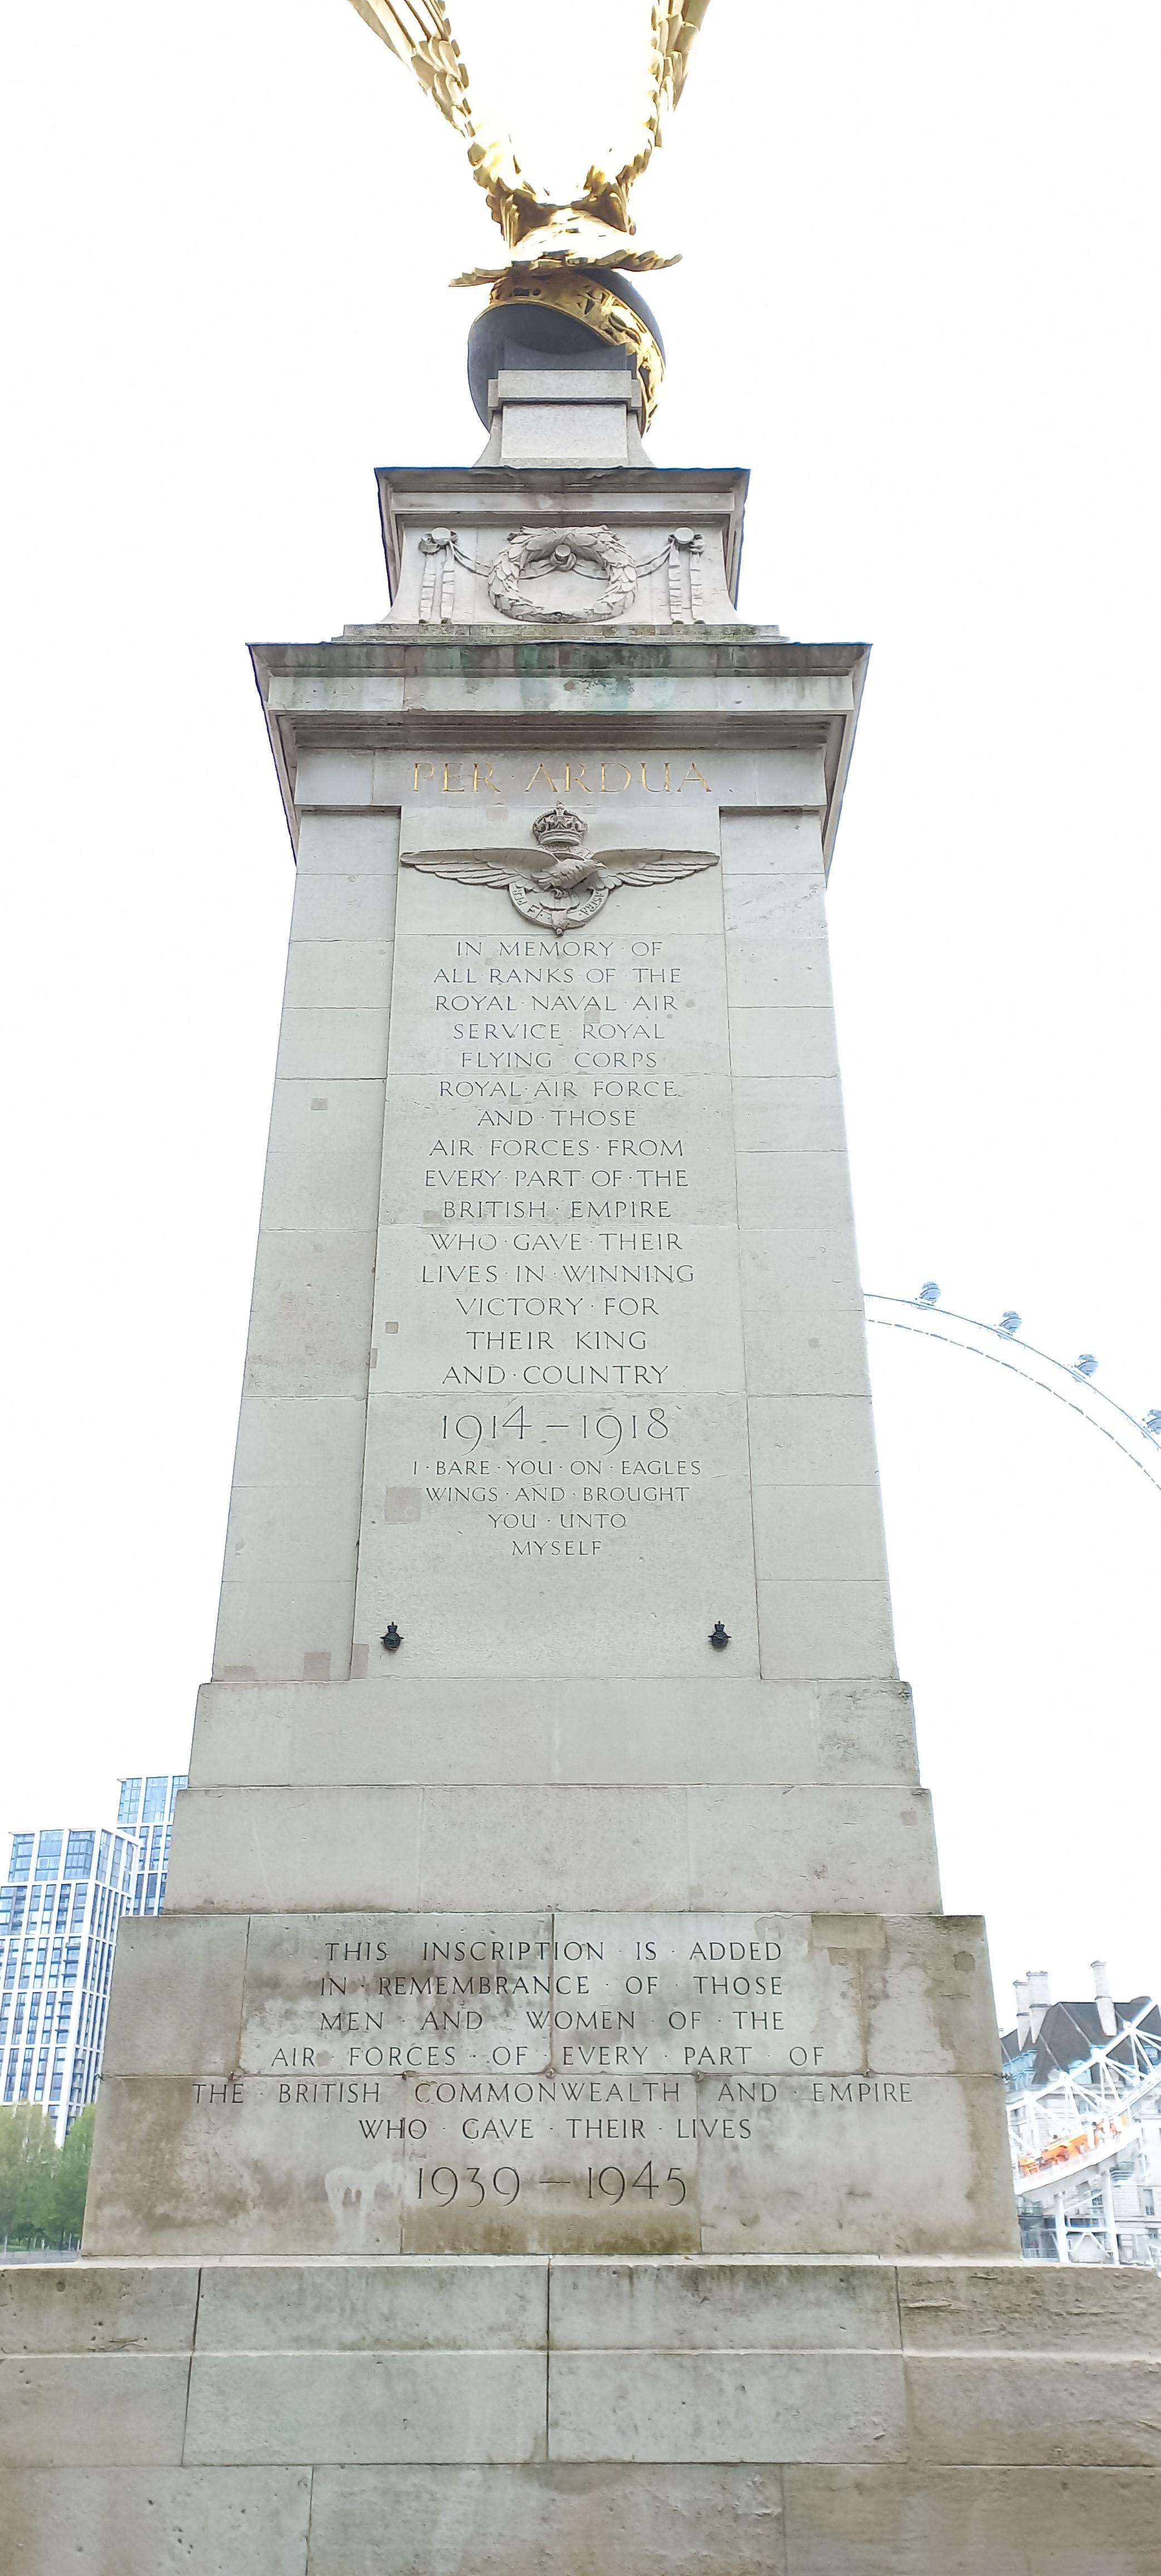 PER · ARDUA
IN MEMORY · OF
ALL RANKS · OF · THE
ROYAL · NAVAL · AIR
SERVICE · ROYAL
FLYING · CORPS
ROYAL · AIR FORCE
AND · THOSE
AIR · FORCES · FROM
EVERY · PART · OF · THE
BRITISH · EMPIRE
WHO · GAVE · THEIR
LIVES · IN · WINNING
VICTORY · FOR
THEIR KING
AND · COUNTRY
1914 – 1918
I · BARE · YOU · ON · EAGLES
WINGS · AND · BROUGHT
YOU · UNTO
MYSELF
THIS INSCRIPTION · IS · ADDED
IN · REMEMBRANCE · OF · THOSE
MEN · AND · WOMEN · OF · THE
AIR · FORCES · OF · EVERY · PART · OF
THE · BRITISH COMMONWEALTH · AND · EMPIRE
WHO · GAVE · THEIR · LIVES
1939 – 1945